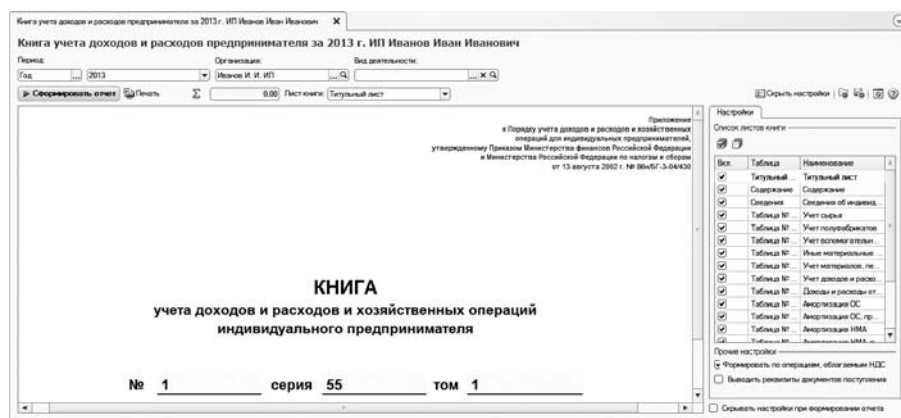 Книга учета доходов и расходов предпринимателя за 2013 г. ИП Иванов Иван Иванович X
Книга учета доходов и расходов предпринимателя за 2013 г. ИП Иванов Иван Иванович
Период: Организация: Вид деятельности:
Год ... 2013 Иванов И. И. ИП ... ... x
Сформировать отчет Печать Σ 0.00 Лист книги: Титульный лист Скрыть настройки
Приложение
к Порядку учета доходов и расходов и хозяйственных
операций для индивидуальных предпринимателей,
утвержденному Приказом Министерства финансов Российской Федерации
и Министерства Российской Федерации по налогам и сборам
от 13 августа 2002 г. № 86н/БГ-3-04/430
КНИГА
учета доходов и расходов и хозяйственных операций
индивидуального предпринимателя
№ 1 серия 55 том 1
Настройки
Список листов книги
Вкл. Таблица Наименование
Титульный ... Титульный лист
Содержание Содержание
Сведения Сведения об индивид...
Таблица № ... Учет сырья
Таблица № ... Учет полуфабрикатов
Таблица № ... Учет вспомогательн...
Таблица № ... Иные материальные ...
Таблица № ... Учет материалов, пе...
Таблица № ... Учет доходов и расхо...
Таблица № ... Доходы и расходы от...
Таблица № ... Амортизация ОС
Таблица № ... Амортизация ОС, пр...
Таблица № ... Амортизация НМА
Прочие настройки
Формировать по операциям, облагаемым НДС
Выводить реквизиты документов поступления
Скрывать настройки при формировании отчета